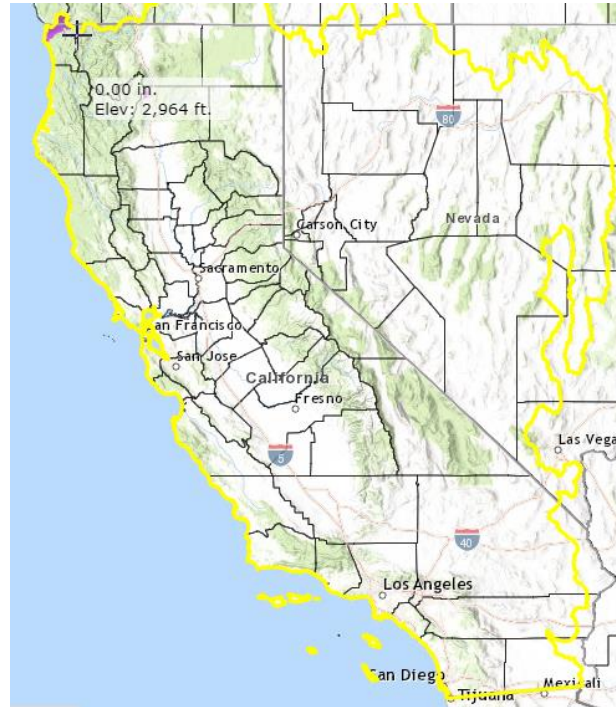 0.00 in.
Elev: 2,964 ft.
80
Nevada
Carson City
Sacramento
an Francisco
San Jose
California
Fresno
5
Las Vega
40
Los Angeles
San Diego
Tijuana
Mexicali